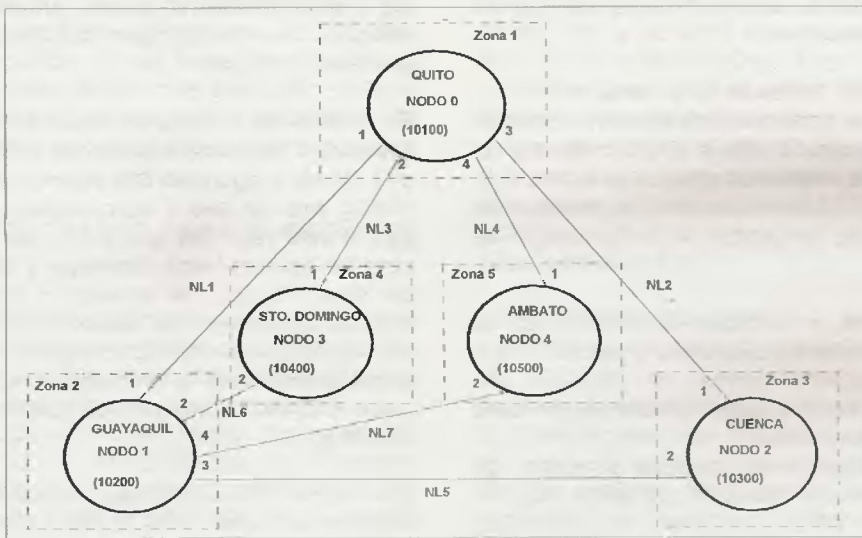 Zona 1
QUITO
NODO 0
(10100)
1
3
2
4
NL3
NL4
NL1
1
Zona 4
Zona 5
1
NL2
STO. DOMINGO
NODO 3
(10400)
AMBATO
NODO 4
(10500)
Zona 2
1
2
2
2
1
Zona 3
NL6
GUAYAQUIL
NODO 1
(10200)
4
3
NL7
CUENCA
NODO 2
(10300)
2
NL5